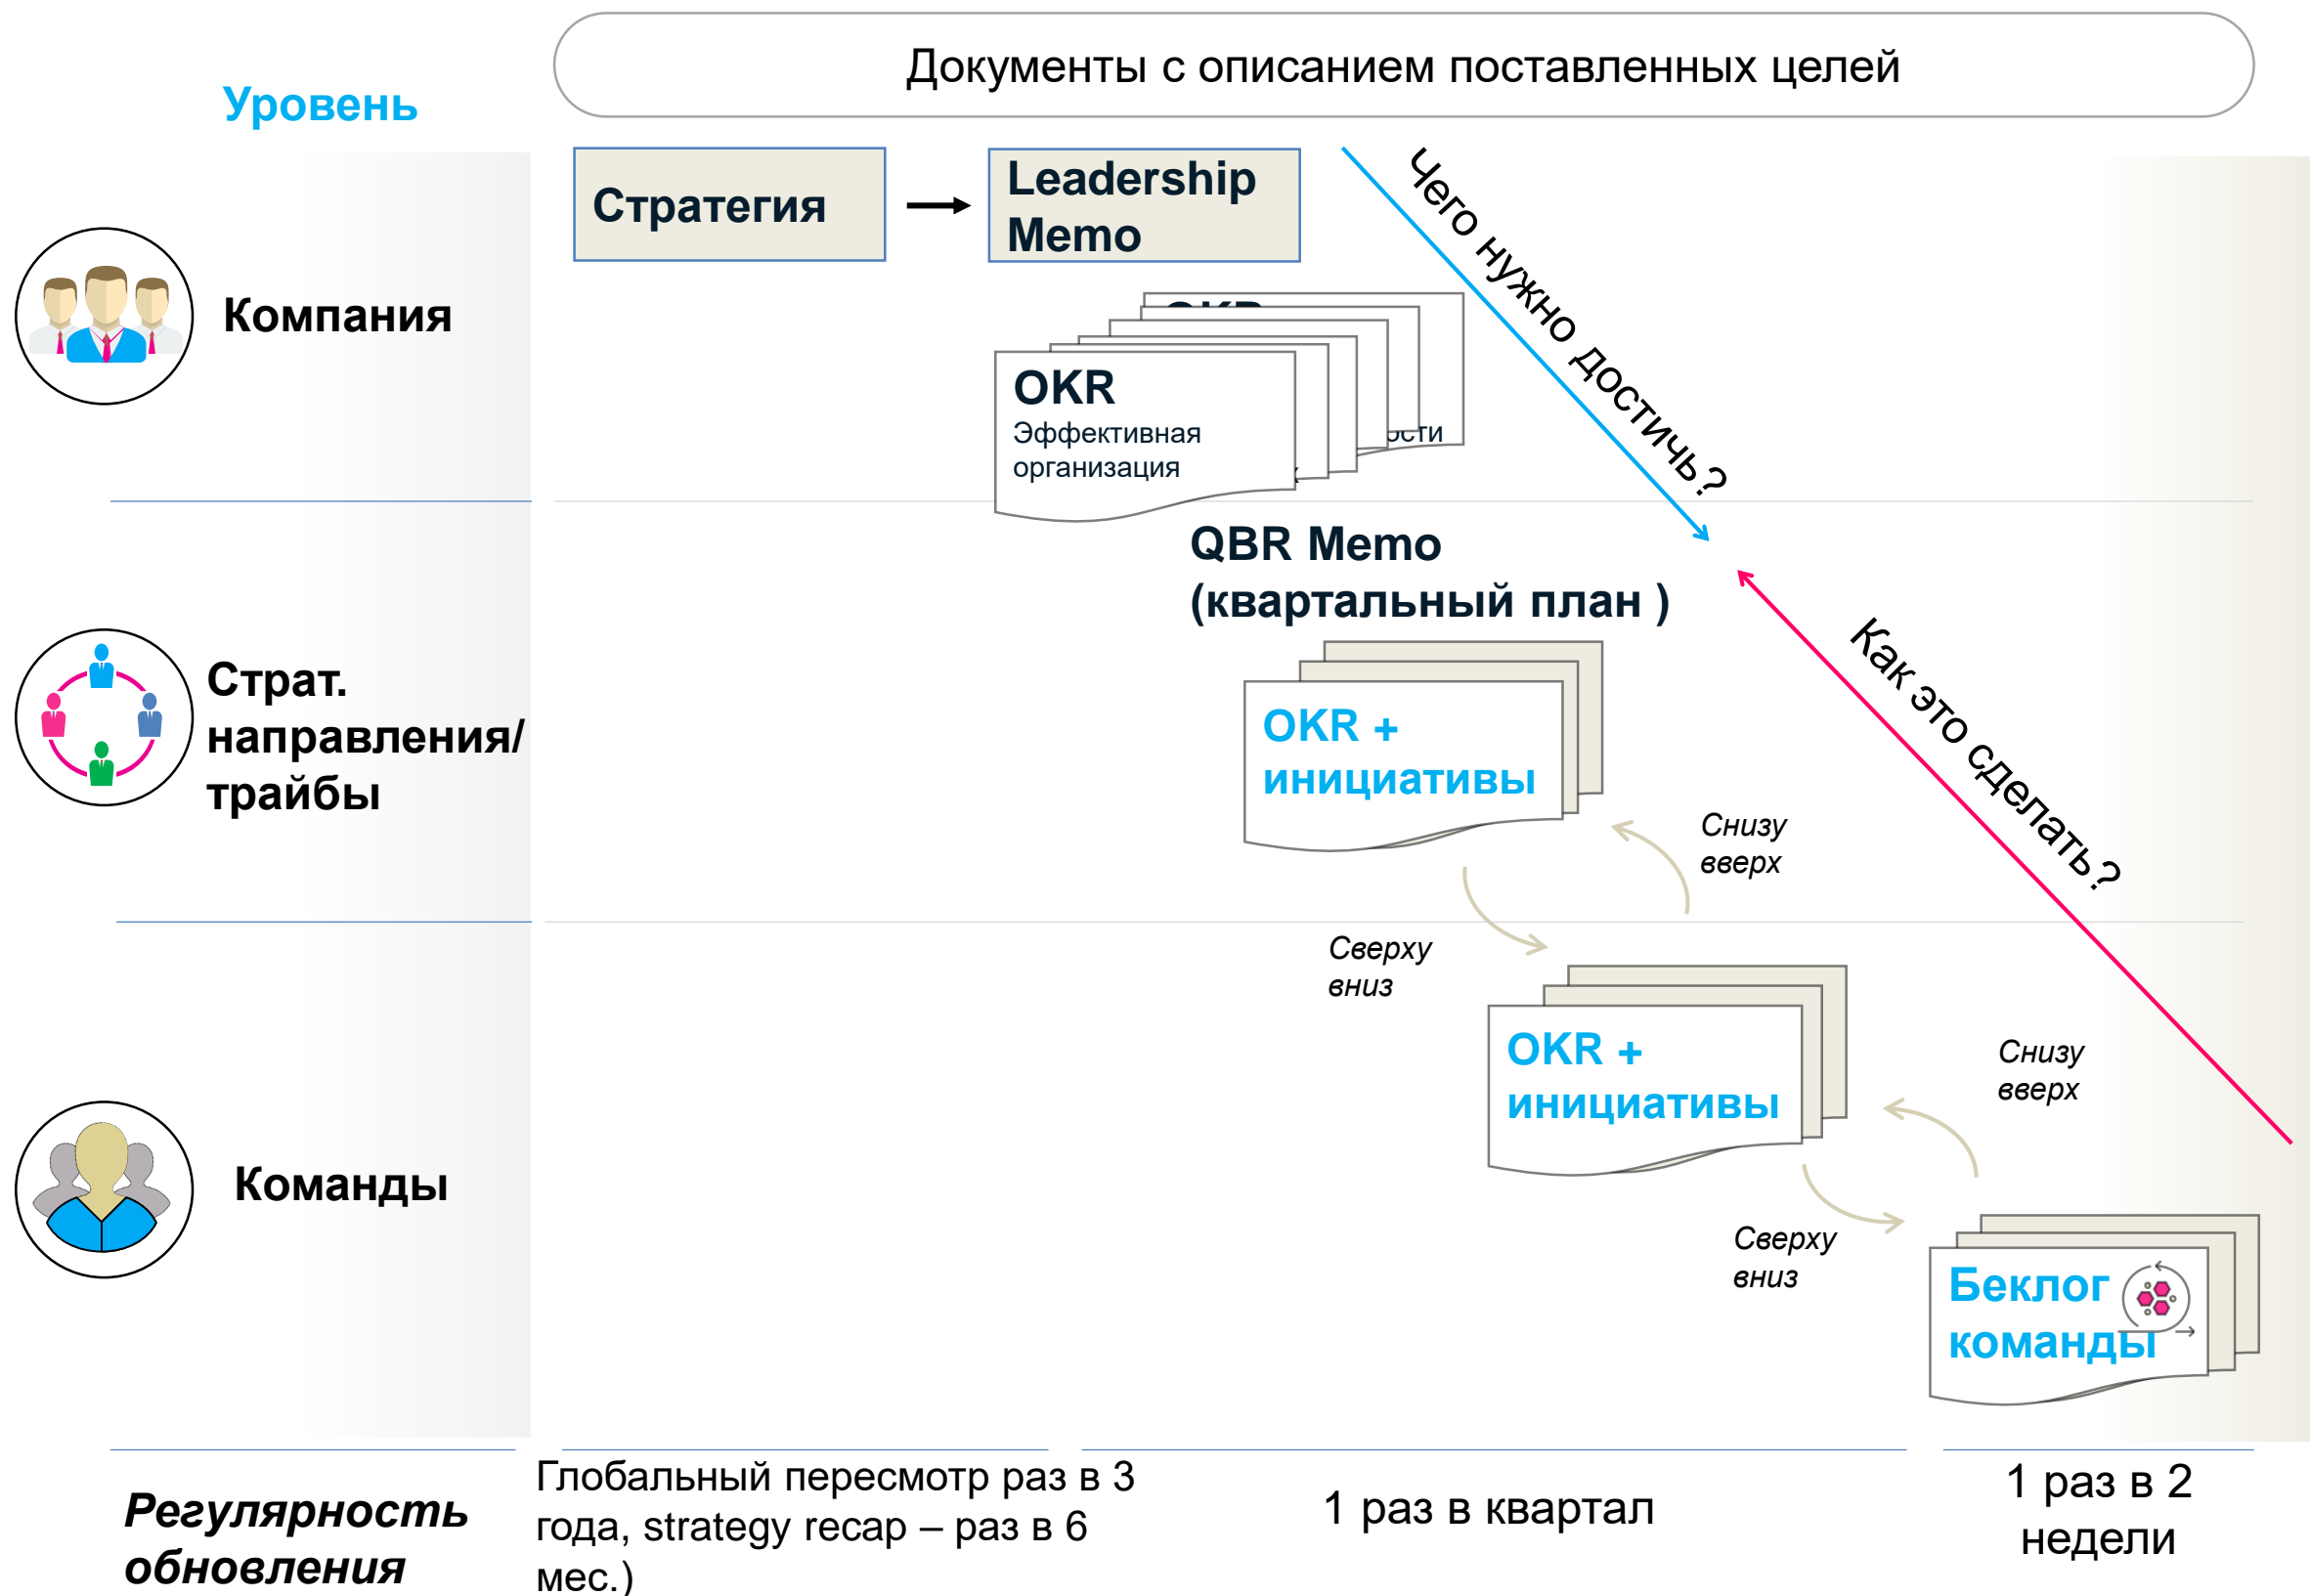 Документы с описанием поставленных целей
Уровень
Стратегия
Leadership
Memo
Чего нужно достичь?
Компания
OKR
OKR
Эффективная
организация
QBR Memo
(квартальный план )
Как это сделать?
Страт.
направления/
трайбы
OKR +
инициативы
Снизу
вверх
Сверху
вниз
OKR +
инициативы
Снизу
вверх
Команды
Сверху
вниз
Беклог
команды
Регулярность
обновления
Глобальный пересмотр раз в 3
года, strategy recap – раз в 6
мес.)
1 раз в квартал
1 раз в 2
недели